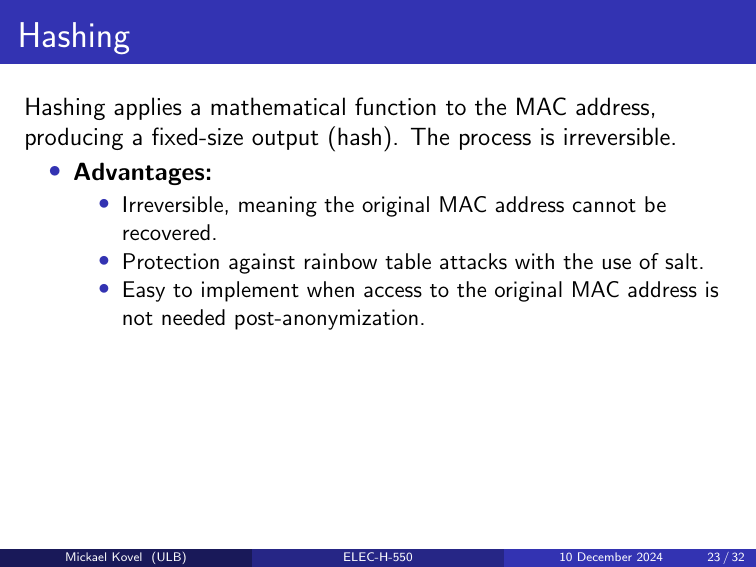 Hashing
Hashing applies a mathematical function to the MAC address,
producing a fixed-size output (hash). The process is irreversible.
• Advantages:
• Irreversible, meaning the original MAC address cannot be
recovered.
• Protection against rainbow table attacks with the use of salt.
• Easy to implement when access to the original MAC address is
not needed post-anonymization.
Mickael Kovel (ULB) ELEC-H-550 10 December 2024 23 / 32